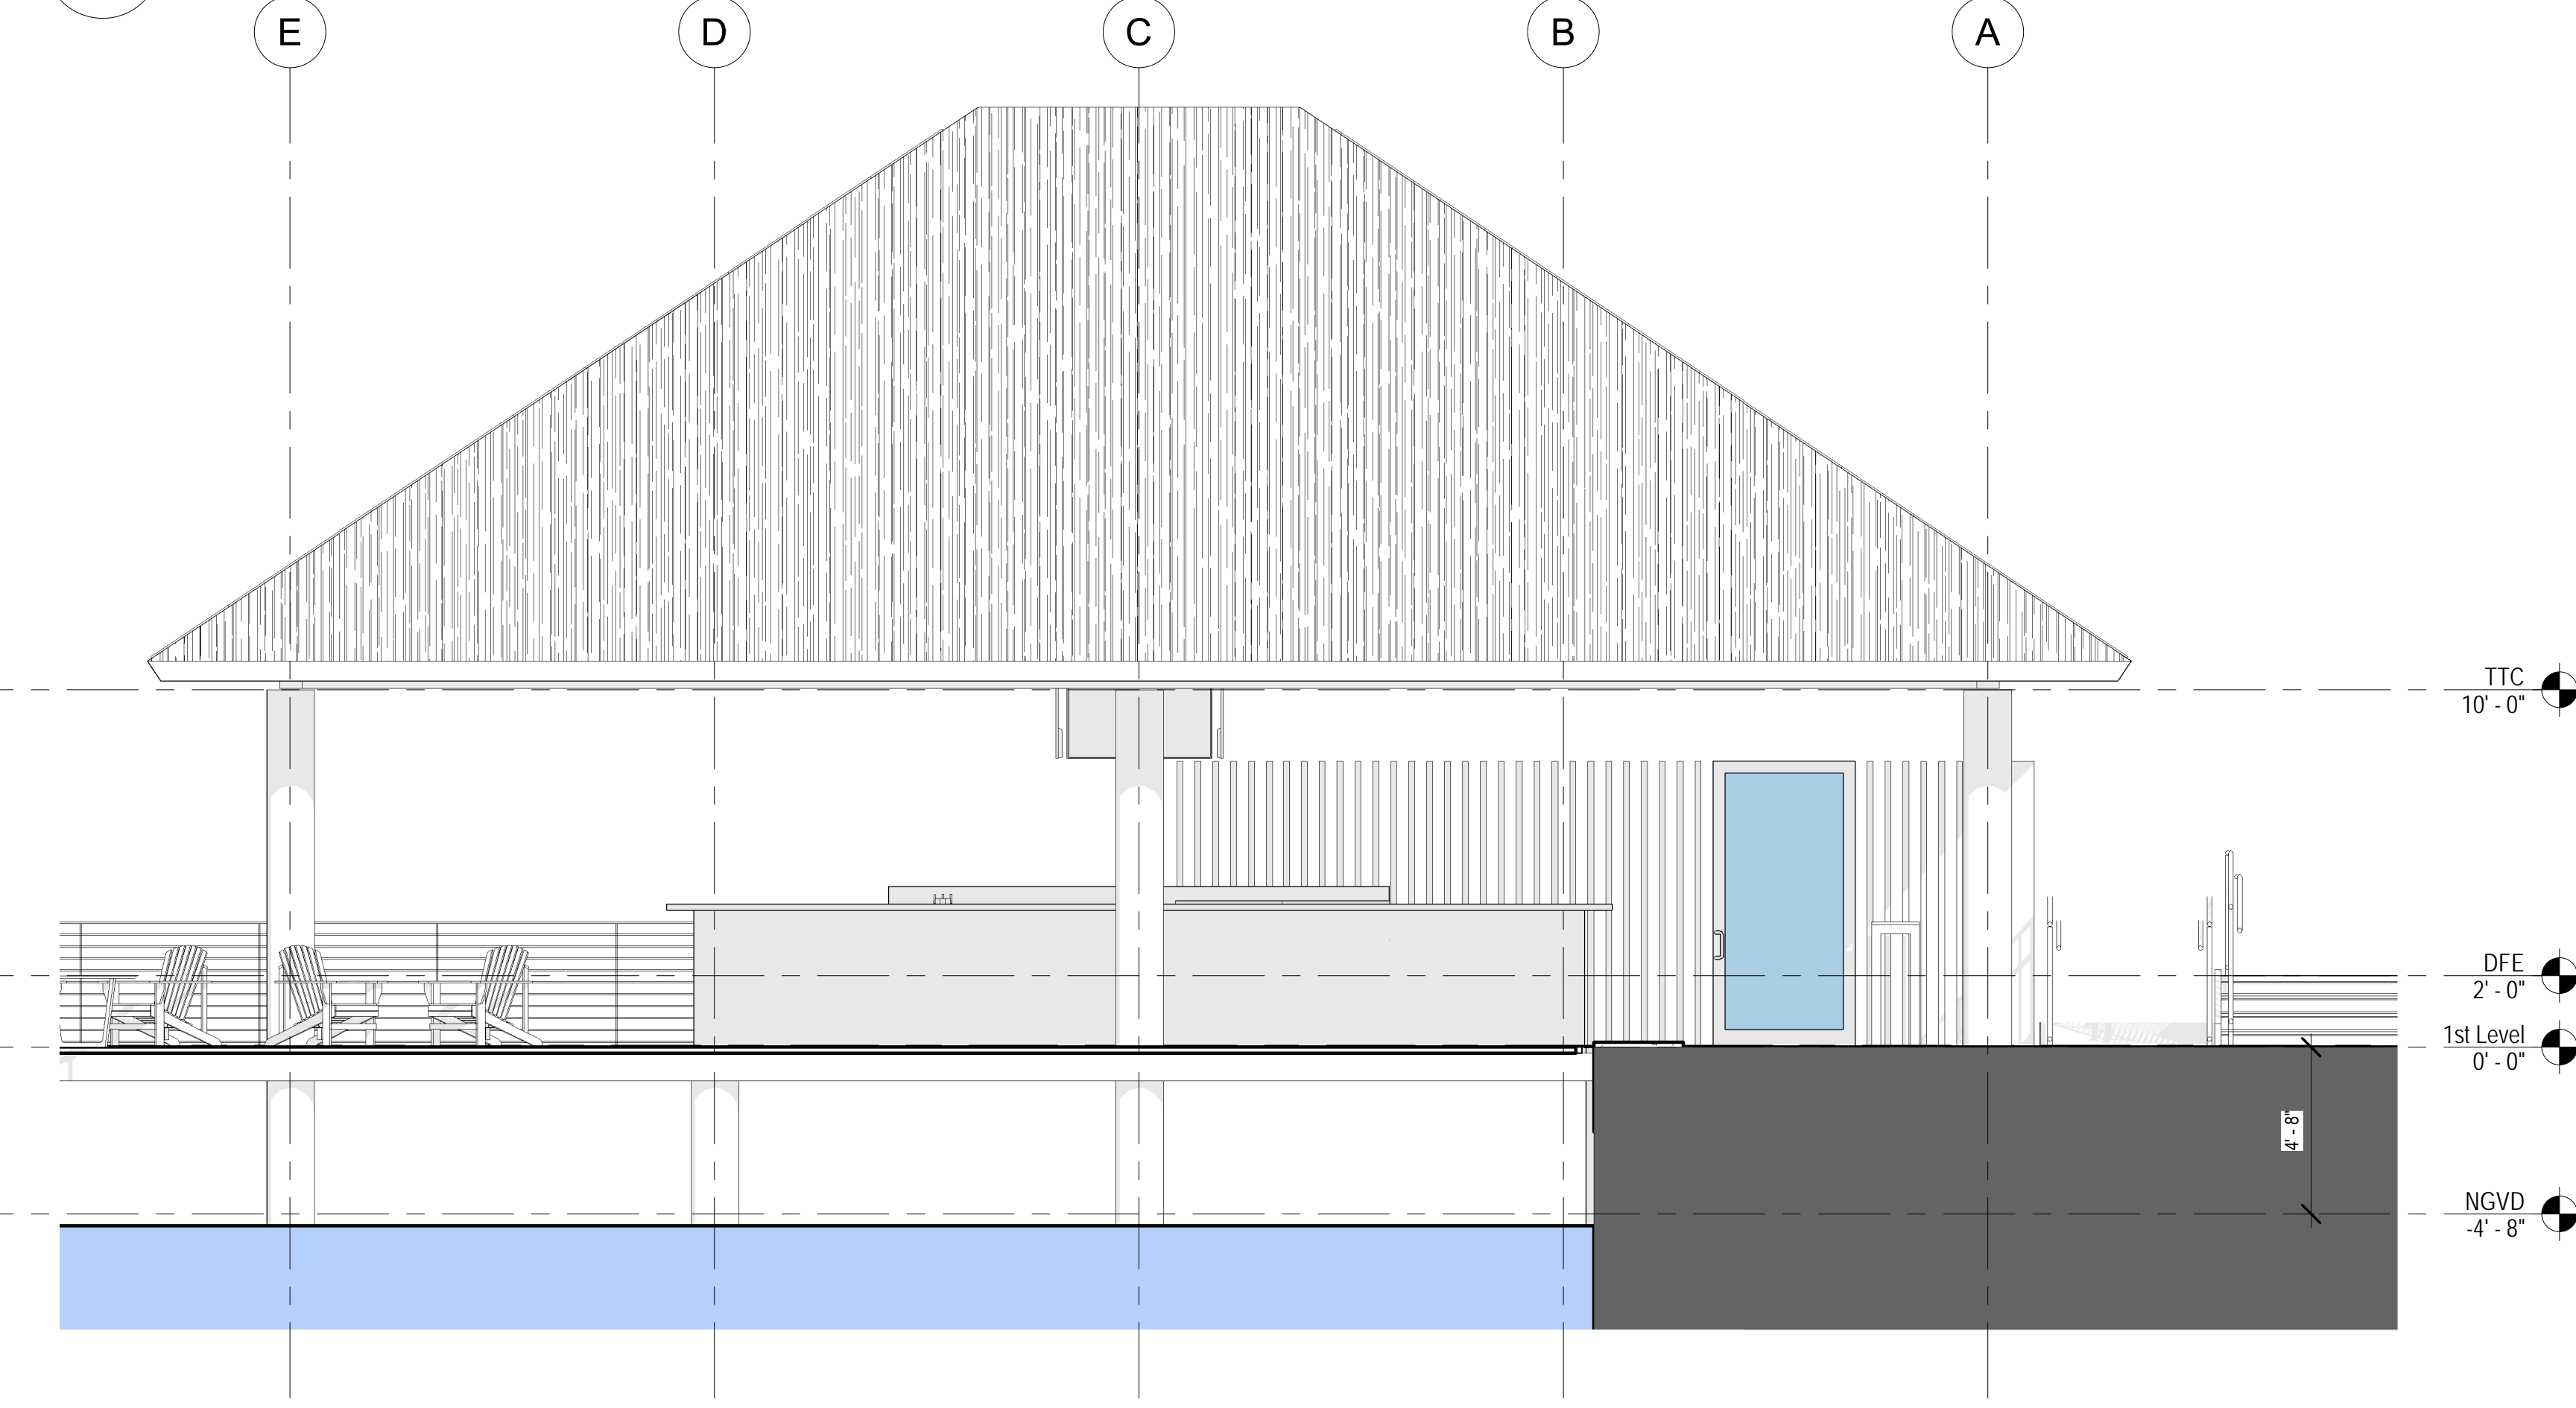 E D C B A
TTC
10' - 0"
DFE
2' - 0"
1st Level
0' - 0"
4' - 8"
NGVD
-4' - 8"